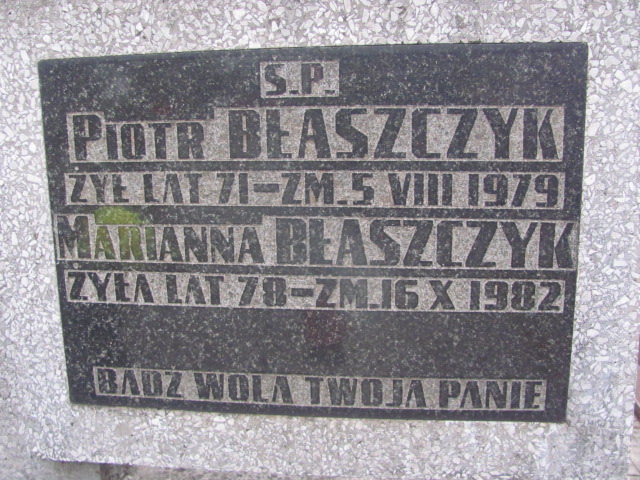 S.P.
PIOTR BŁASZCZYK
ŻYŁ LAT 71-ZM.5 VIII 1979
MARIANNA BŁASZCZYK
ŻYŁA LAT 78-ZM.16 X 1982
BĄDŹ WOLA TWOJA PANIE